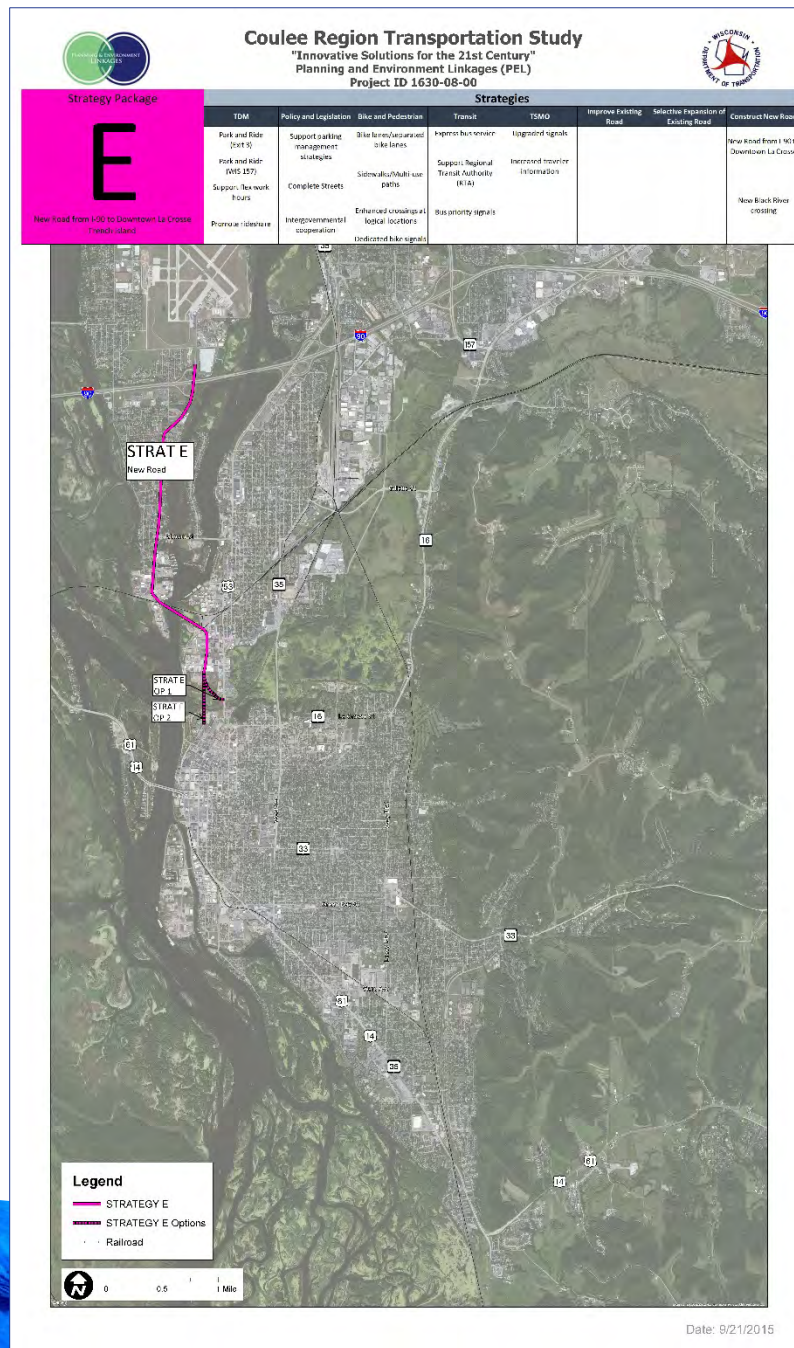 Coulee Region Transportation Study
"Innovative Solutions for the 21st Century"
Planning and Environment Linkages (PEL)
Project ID 1630-08-00
PLANNING & ENVIRONMENT
LINKAGES
WISCONSIN
DEPARTMENT OF TRANSPORTATION
Strategy Package
E
New Road from I-90 to Downtown La Crosse
French Island
Strategies
TDM
Park and Ride
(Exit 3)
Park and Ride
(WIS 157)
Support flex work
hours
Promote rideshare
Policy and Legislation
Support parking
management
strategies
Complete Streets
Intergovernmental
cooperation
Bike and Pedestrian
Bike lanes/separated
bike lanes
Sidewalks/Multi-use
paths
Enhanced crossings at
logical locations
Dedicated bike signals
Transit
Express bus service
Support Regional
Transit Authority
(RTA)
Bus priority signals
TSMO
Upgraded signals
Increased traveler
information
Improve Existing
Road
Selective Expansion of
Existing Road
Construct New Road
New Road from I-90 to
Downtown La Crosse
New Black River
crossing
35
90
157
90
90
STRAT E
New Road
16
53
35
STRAT E
OP 1
STRAT E
OP 2
16
61
14
33
33
61
14
35
61
14
Legend
STRATEGY E
STRATEGY E Options
Railroad
N
0 0.5 1 Mile
Date: 9/21/2015